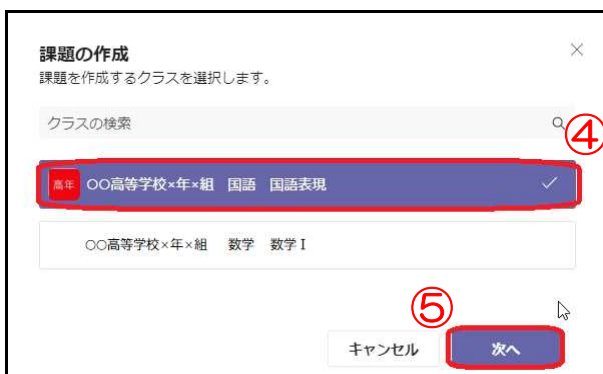 課題の作成
課題を作成するクラスを選択します。
クラスの検索
④
高年 〇〇高等学校×年×組 国語 国語表現
〇〇高等学校×年×組 数学 数学Ⅰ
⑤
キャンセル 次へ